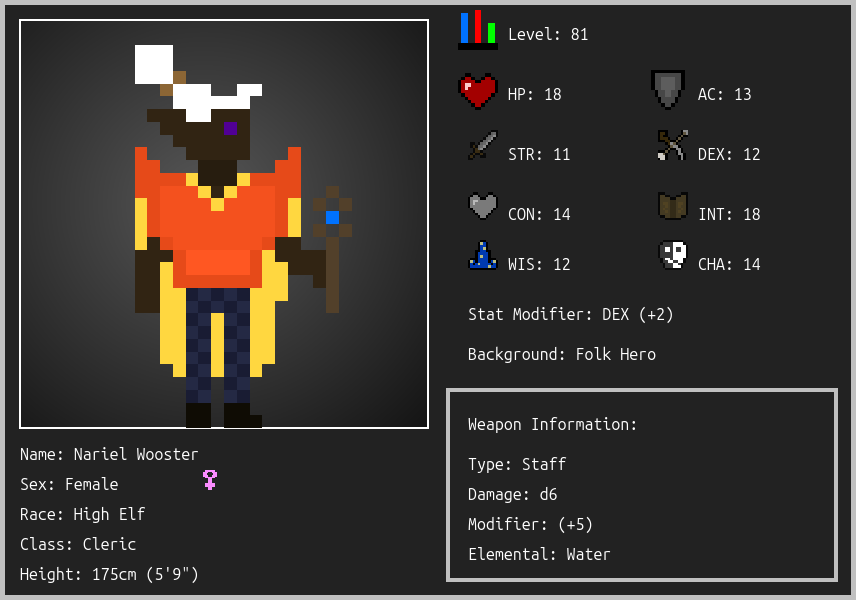 Level: 81
HP: 18
AC: 13
STR: 11
DEX: 12
CON: 14
INT: 18
WIS: 12
CHA: 14
Stat Modifier: DEX (+2)
Background: Folk Hero
Weapon Information:
Type: Staff
Damage: d6
Modifier: (+5)
Elemental: Water
Name: Nariel Wooster
Sex: Female
Race: High Elf
Class: Cleric
Height: 175cm (5'9")